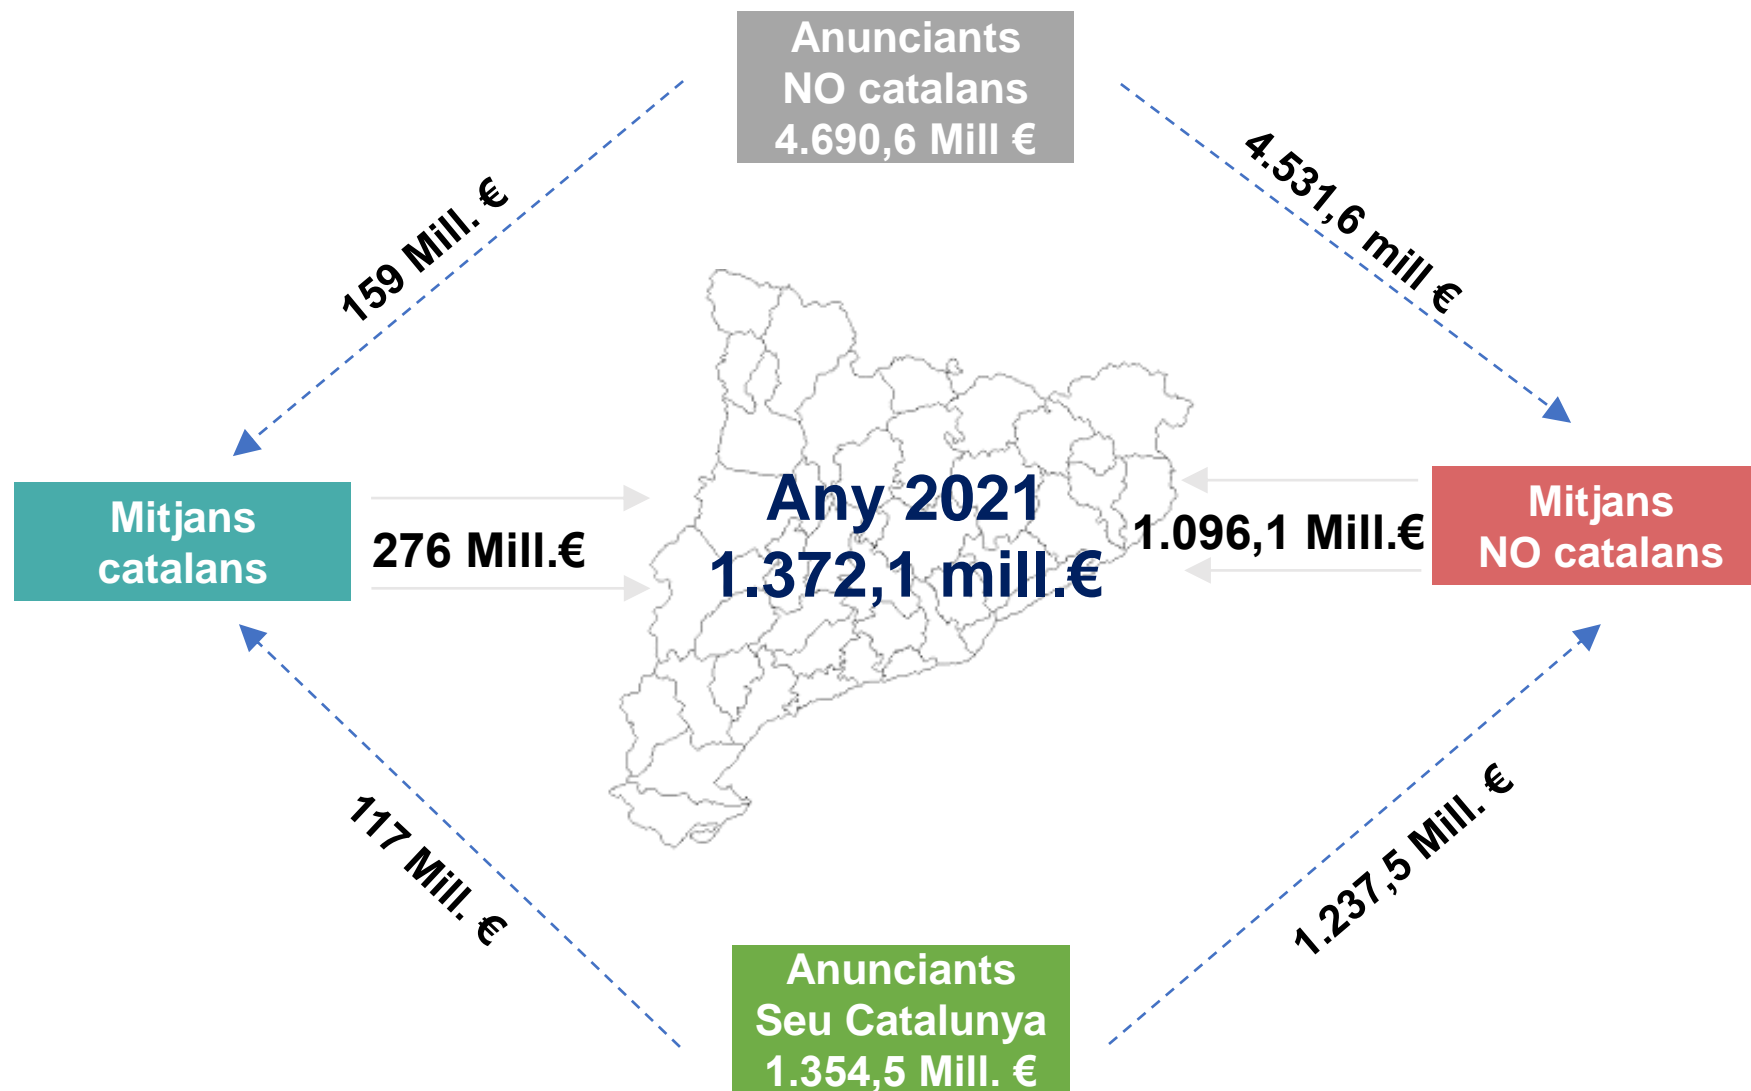 Anunciants
NO catalans
4.690,6 Mill €
159 Mill. €
4.531,6 mill €
Mitjans
catalans
276 Mill.€
Any 2021
1.372,1 mill.€
1.096,1 Mill.€
Mitjans
NO catalans
117 Mill. €
1.237,5 Mill. €
Anunciants
Seu Catalunya
1.354,5 Mill. €